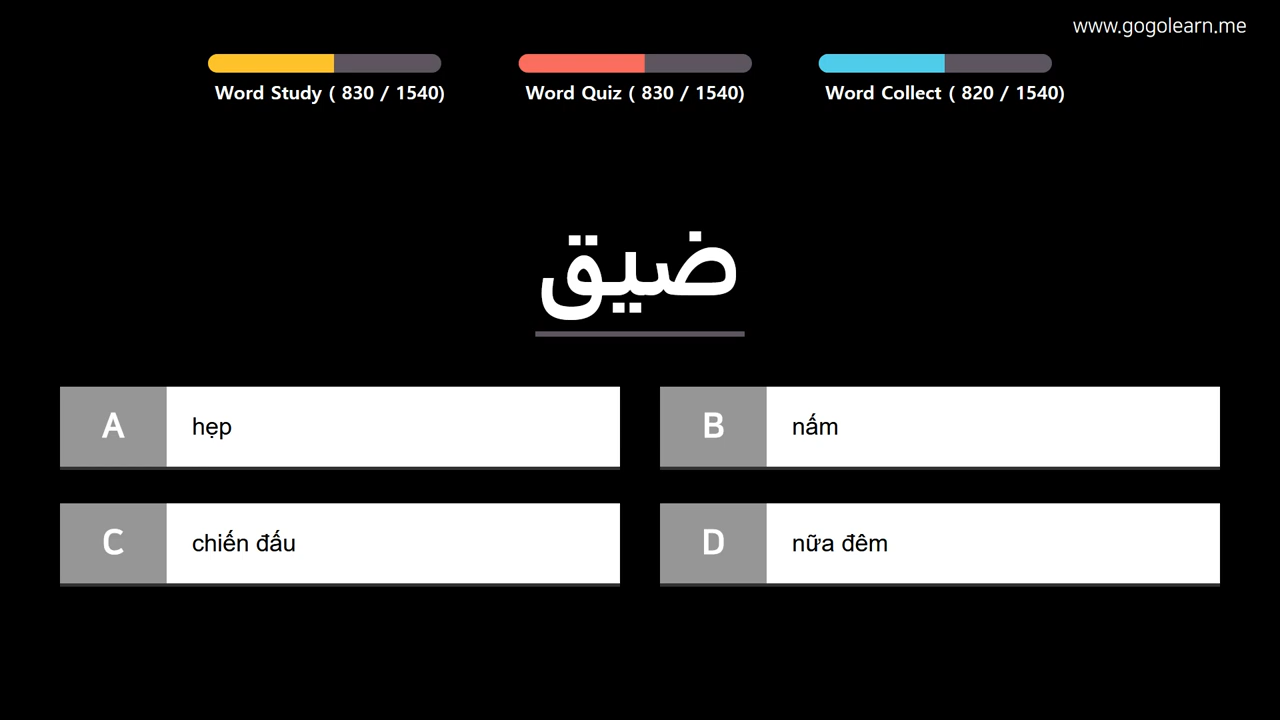 www.gogolearn.me
Word Study ( 830 / 1540)
Word Quiz ( 830 / 1540)
Word Collect ( 820 / 1540)
ضيق
A hẹp
B nấm
C chiến đấu
D nữa đêm